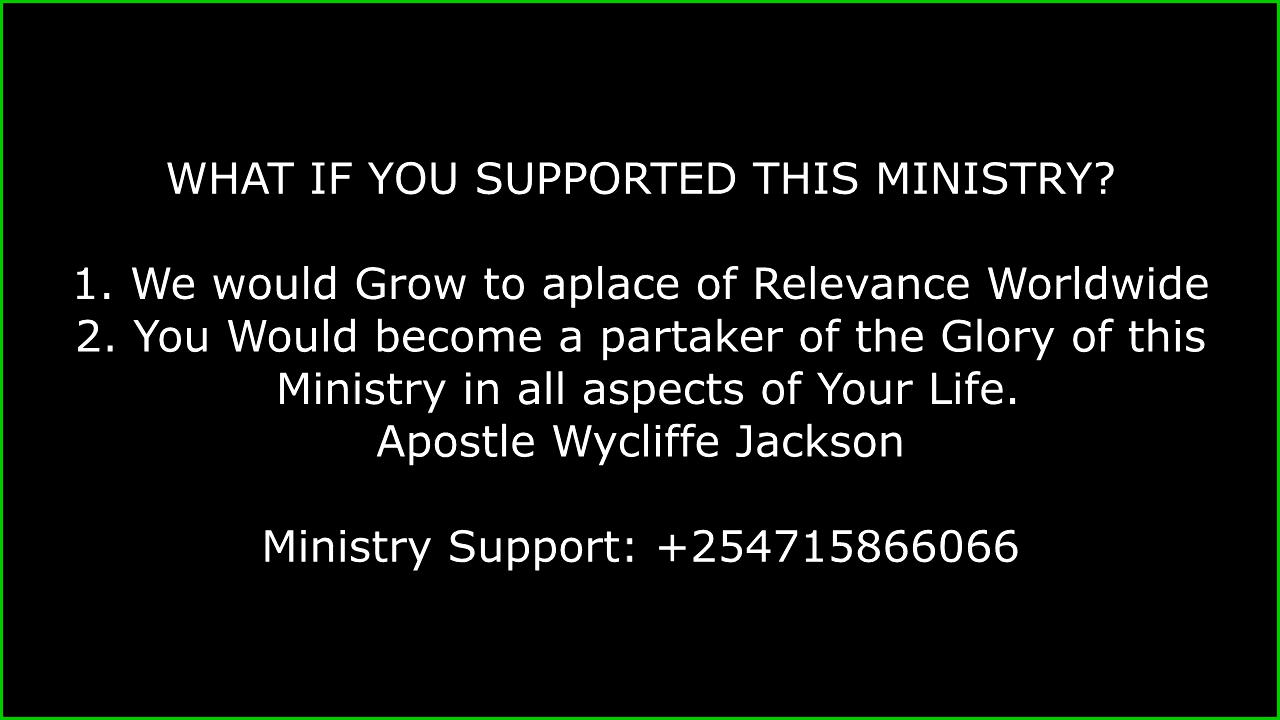 WHAT IF YOU SUPPORTED THIS MINISTRY?
1. We would Grow to aplace of Relevance Worldwide
2. You Would become a partaker of the Glory of this
Ministry in all aspects of Your Life.
Apostle Wycliffe Jackson
Ministry Support: +254715866066